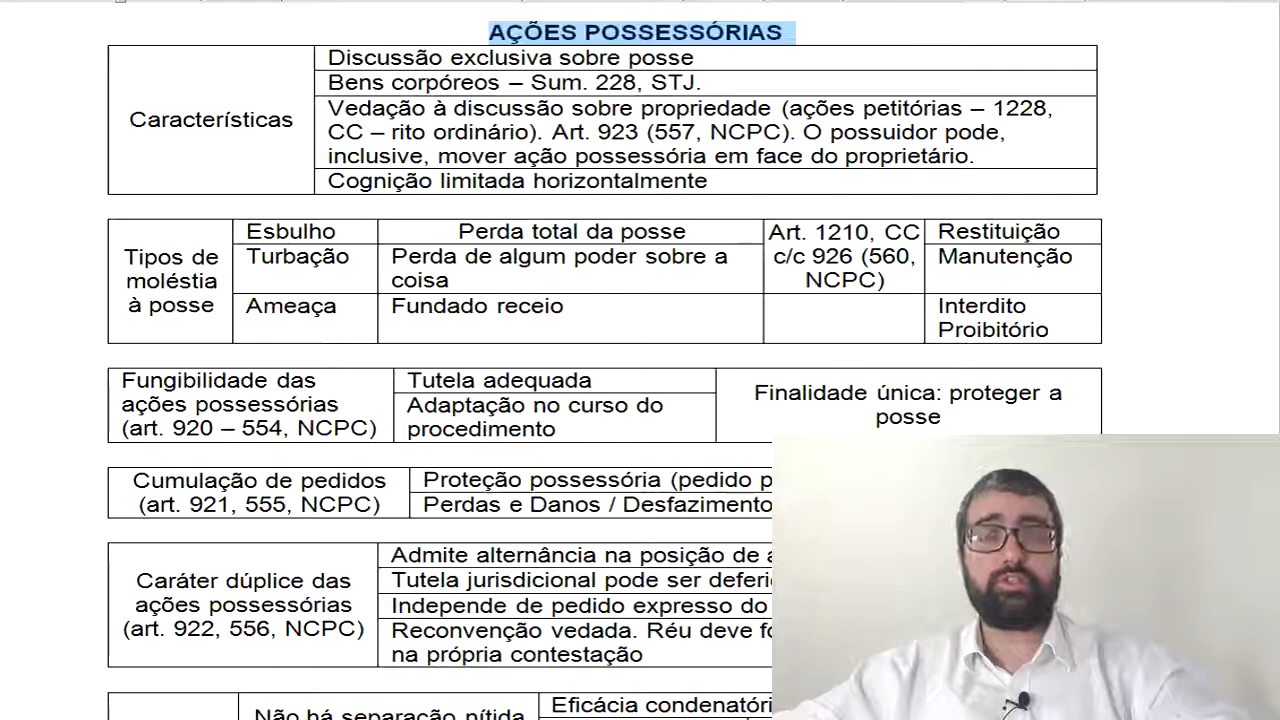 AÇÕES POSSESSÓRIAS
Características
Discussão exclusiva sobre posse
Bens corpóreos – Sum. 228, STJ.
Vedação à discussão sobre propriedade (ações petitórias – 1228,
CC – rito ordinário). Art. 923 (557, NCPC). O possuidor pode,
inclusive, mover ação possessória em face do proprietário.
Cognição limitada horizontalmente
Tipos de
moléstia
à posse
Esbulho
Perda total da posse
Art. 1210, CC
c/c 926 (560,
NCPC)
Restituição
Turbação
Perda de algum poder sobre a
coisa
Manutenção
Ameaça
Fundado receio
Interdito
Proibitório
Fungibilidade das
ações possessórias
(art. 920 – 554, NCPC)
Tutela adequada
Adaptação no curso do
procedimento
Finalidade única: proteger a
posse
Cumulação de pedidos
(art. 921, 555, NCPC)
Proteção possessória (pedido p
Perdas e Danos / Desfazimento
Caráter dúplice das
ações possessórias
(art. 922, 556, NCPC)
Admite alternância na posição de a
Tutela jurisdicional pode ser deferi
Independe de pedido expresso do
Reconvenção vedada. Réu deve fo
na própria contestação
Não há separação nítida
Eficácia condenatóri